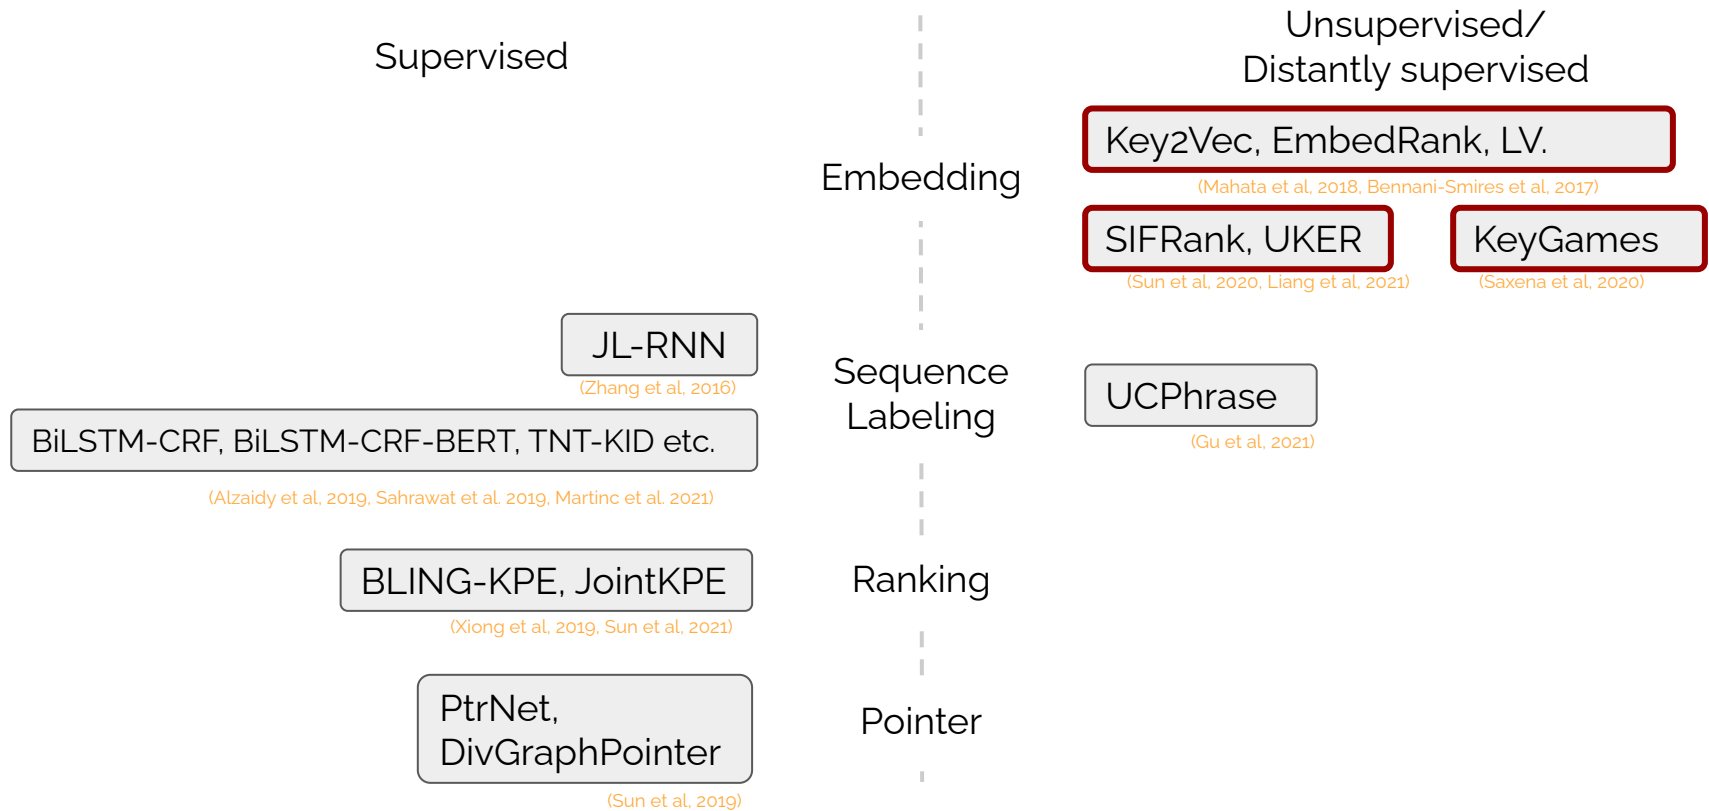 Supervised
Unsupervised/
Distantly supervised
Embedding
Key2Vec, EmbedRank, LV.
(Mahata et al, 2018, Bennani-Smires et al, 2017)
SIFRank, UKER
(Sun et al, 2020, Liang et al, 2021)
KeyGames
(Saxena et al, 2020)
JL-RNN
(Zhang et al, 2016)
BiLSTM-CRF, BiLSTM-CRF-BERT, TNT-KID etc.
(Alzaidy et al, 2019, Sahrawat et al. 2019, Martinc et al. 2021)
Sequence
Labeling
UCPhrase
(Gu et al, 2021)
BLING-KPE, JointKPE
(Xiong et al, 2019, Sun et al, 2021)
Ranking
PtrNet,
DivGraphPointer
(Sun et al, 2019)
Pointer